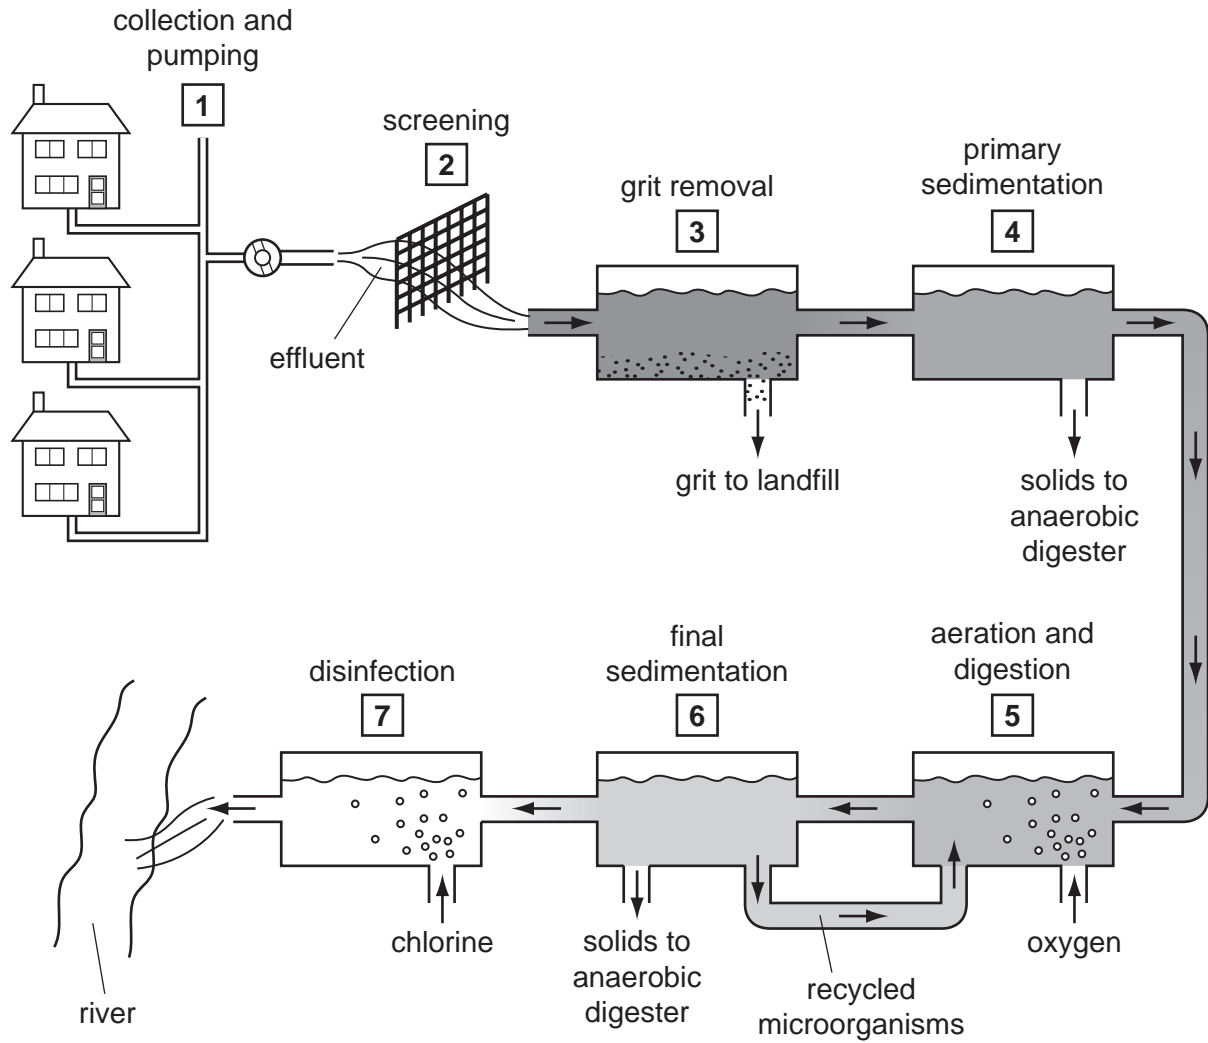 collection and
pumping
1
screening
2
effluent
grit removal
3
grit to landfill
primary
sedimentation
4
solids to
anaerobic
digester
aeration and
digestion
5
oxygen
final
sedimentation
6
solids to
anaerobic
digester
recycled
microorganisms
disinfection
7
chlorine
river